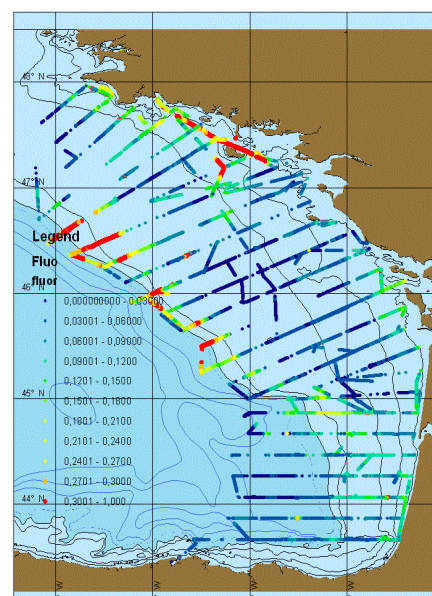 48° N
47° N
46° N
45° N
44° N
Legend
Fluo
fluor
0,000000000 - 0,03000
0,03001 - 0,06000
0,06001 - 0,09000
0,09001 - 0,1200
0,1201 - 0,1500
0,1501 - 0,1800
0,1801 - 0,2100
0,2101 - 0,2400
0,2401 - 0,2700
0,2701 - 0,3000
0,3001 - 1,000
W
W
W
W